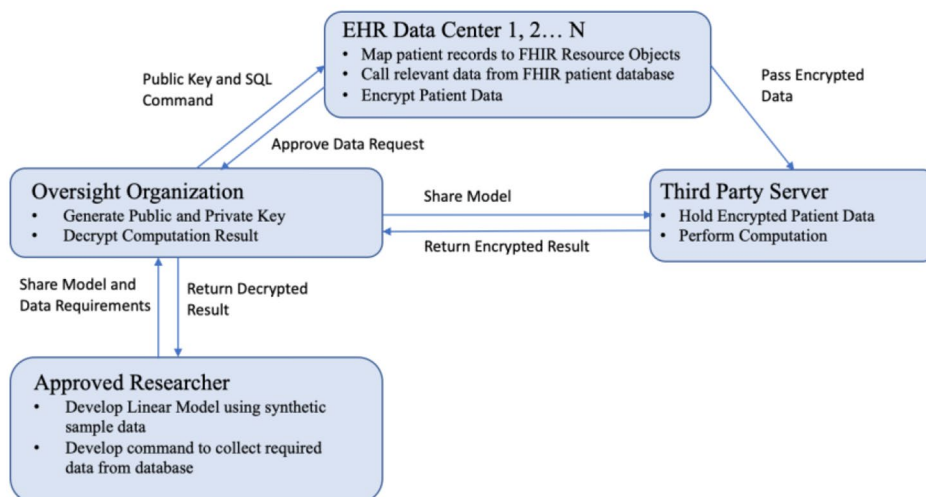 EHR Data Center 1, 2... N
• Map patient records to FHIR Resource Objects
• Call relevant data from FHIR patient database
• Encrypt Patient Data
Public Key and SQL
Command
Pass Encrypted
Data
Approve Data Request
Oversight Organization
• Generate Public and Private Key
• Decrypt Computation Result
Share Model
Return Encrypted Result
Third Party Server
• Hold Encrypted Patient Data
• Perform Computation
Share Model and
Data Requirements
Return Decrypted
Result
Approved Researcher
• Develop Linear Model using synthetic
sample data
• Develop command to collect required
data from database